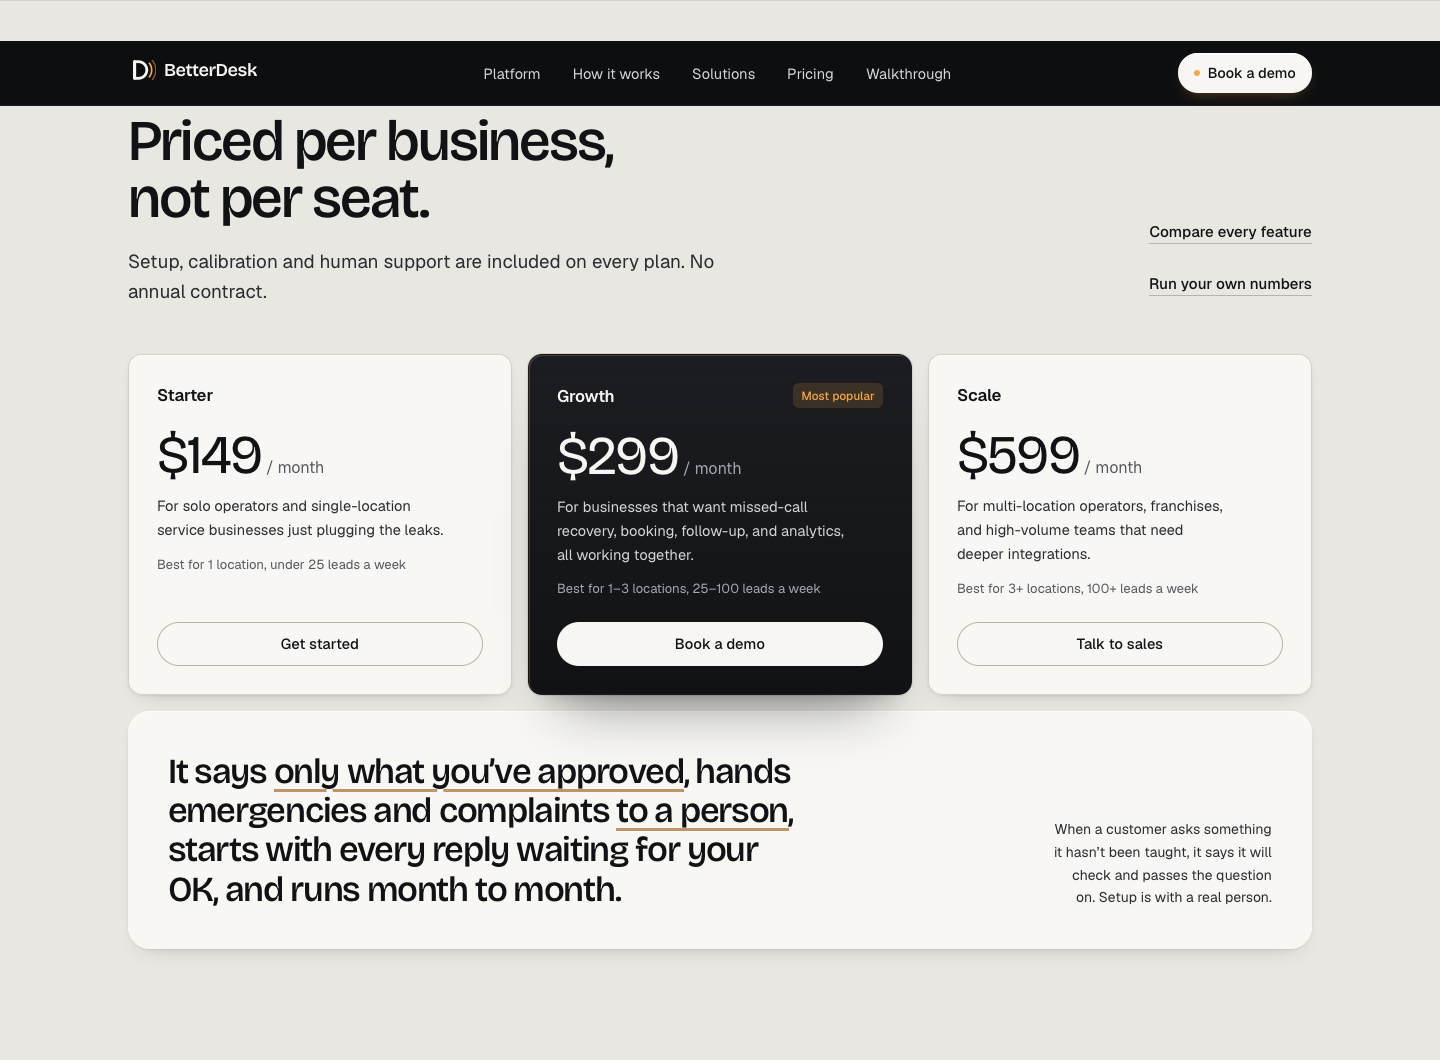 BetterDesk
Platform
How it works
Solutions
Pricing
Walkthrough
Book a demo
Priced per business,
not per seat.
Setup, calibration and human support are included on every plan. No
annual contract.
Compare every feature
Run your own numbers
Starter
$149 / month
For solo operators and single-location
service businesses just plugging the leaks.
Best for 1 location, under 25 leads a week
Get started
Growth
Most popular
$299 / month
For businesses that want missed-call
recovery, booking, follow-up, and analytics,
all working together.
Best for 1–3 locations, 25–100 leads a week
Book a demo
Scale
$599 / month
For multi-location operators, franchises,
and high-volume teams that need
deeper integrations.
Best for 3+ locations, 100+ leads a week
Talk to sales
It says only what you’ve approved, hands
emergencies and complaints to a person,
starts with every reply waiting for your
OK, and runs month to month.
When a customer asks something
it hasn’t been taught, it says it will
check and passes the question
on. Setup is with a real person.